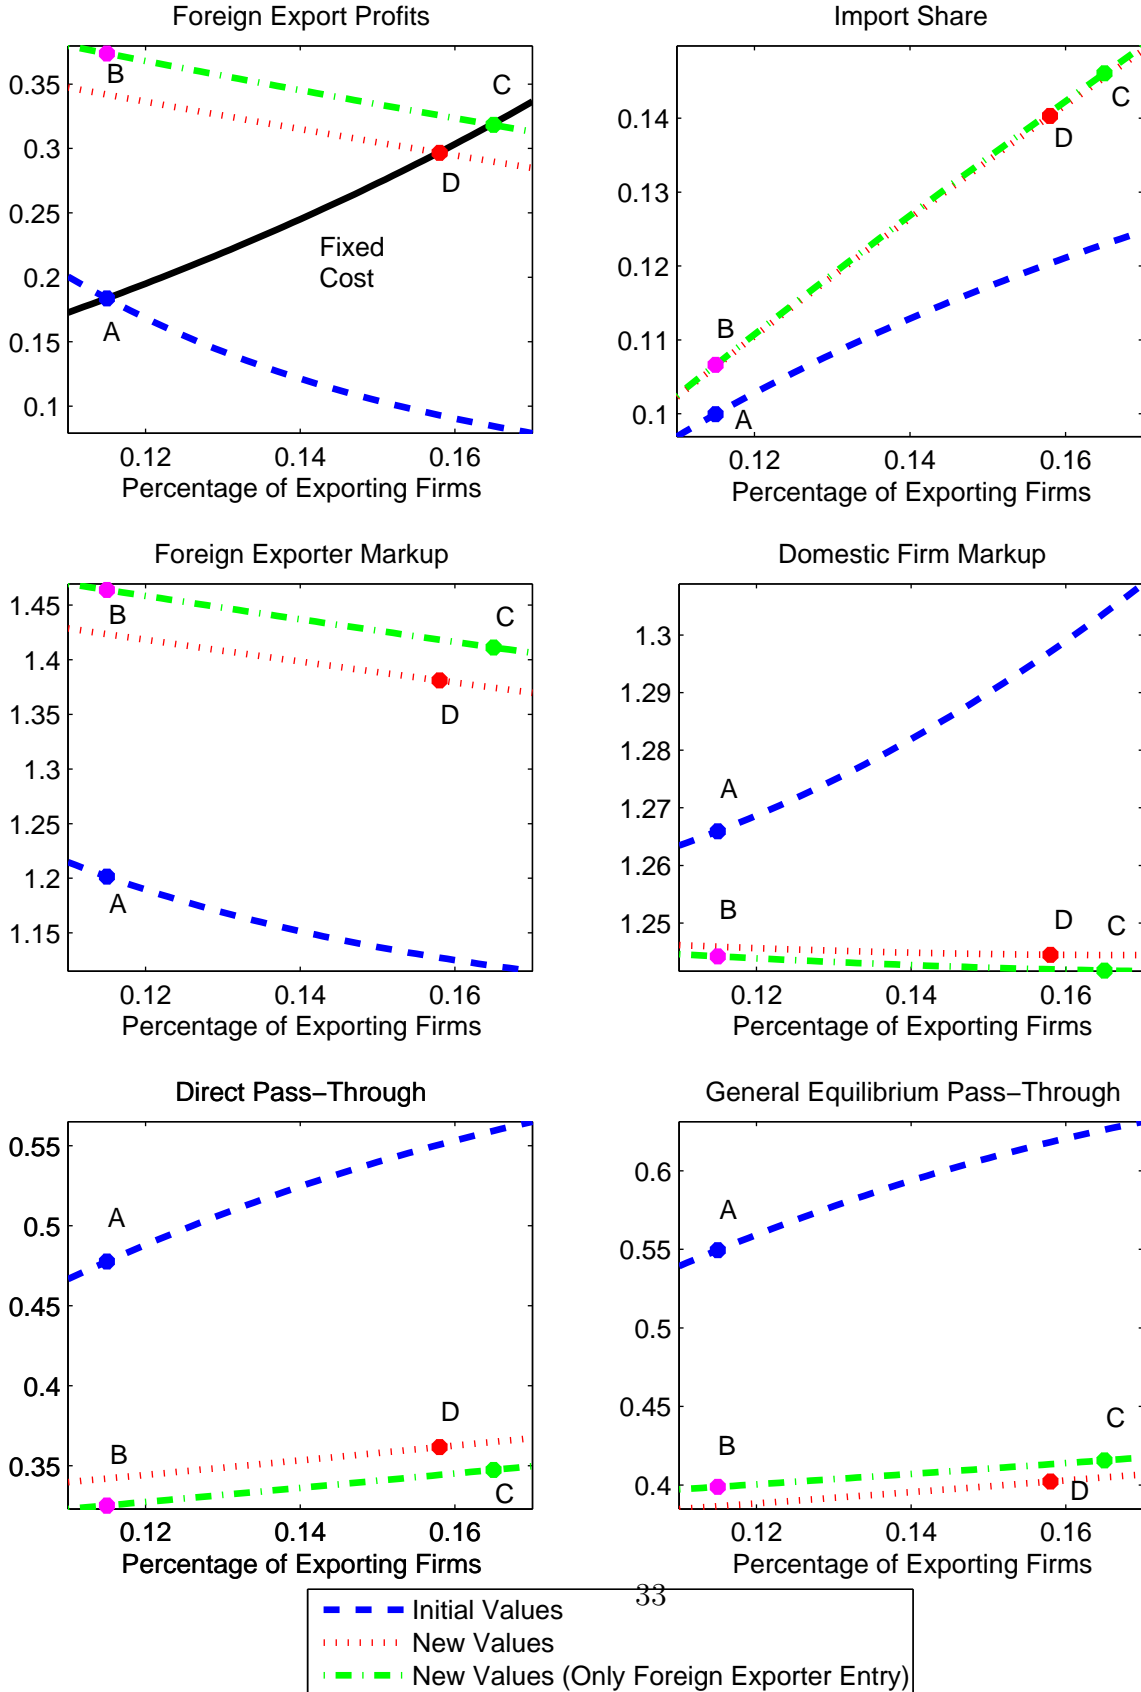 Foreign Export Profits
0.35
0.3
0.25
0.2
0.15
0.1
B
C
D
Fixed
Cost
A
0.12
0.14
0.16
Percentage of Exporting Firms
Import Share
0.14
0.13
0.12
0.11
0.1
C
D
B
A
0.12
0.14
0.16
Percentage of Exporting Firms
Foreign Exporter Markup
1.45
1.4
1.35
1.3
1.25
1.2
1.15
B
C
D
A
0.12
0.14
0.16
Percentage of Exporting Firms
Domestic Firm Markup
1.3
1.29
1.28
1.27
1.26
1.25
A
B
D
C
0.12
0.14
0.16
Percentage of Exporting Firms
Direct Pass−Through
0.55
0.5
0.45
0.4
0.35
A
D
B
C
0.12
0.14
0.16
Percentage of Exporting Firms
General Equilibrium Pass−Through
0.6
0.55
0.5
0.45
0.4
A
C
B
D
0.12
0.14
0.16
Percentage of Exporting Firms
33
Initial Values
New Values
New Values (Only Foreign Exporter Entry)